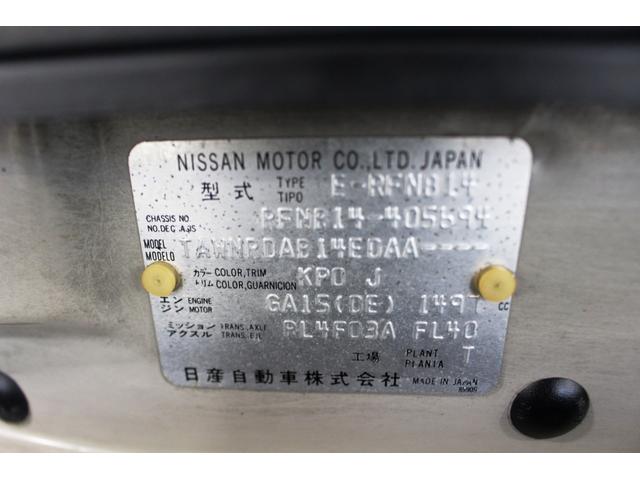 NISSAN MOTOR CO.,LTD. JAPAN
型式 TYPE TIPO E-RFNB14
CHASSIS NO. RFNB14-405694
NO.DE CHASIS
MODEL MODELO TAWNRDAB14EDAA----
カラー COLOR,TRIM KP0 J
トリム COLOR,GUARNICION
エンジン ENGINE MOTOR GA15(DE) 1497 CC
ミッション TRANS.AXLE RL4F03A FL40
アクスル TRANS.EJE
工場 PLANT PLANTA T
日産自動車株式会社 MADE IN JAPAN